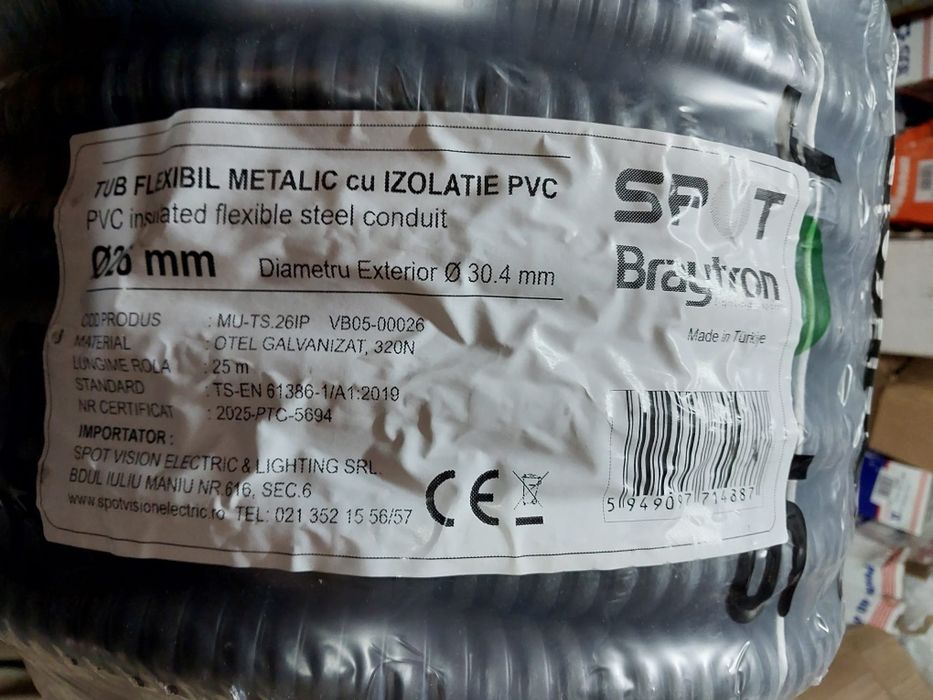 TUB FLEXIBIL METALIC cu IZOLATIE PVC
PVC insulated flexible steel conduit
Ø26 mm Diametru Exterior Ø 30.4 mm
SPOT
Braytron
Made in Türkiye
COD PRODUS : MU-TS.26IP VB05-00026
MATERIAL : OTEL GALVANIZAT, 320N
LUNGIME ROLA : 25 m
STANDARD : TS-EN 61386-1/A1:2019
NR CERTIFICAT : 2025-PTC-5694
IMPORTATOR :
SPOT VISION ELECTRIC & LIGHTING SRL.
BDUL IULIU MANIU NR.616, SEC.6
www.spotvisionelectric.ro TEL: 021 352 15 56/57
CE
5 949097 714887